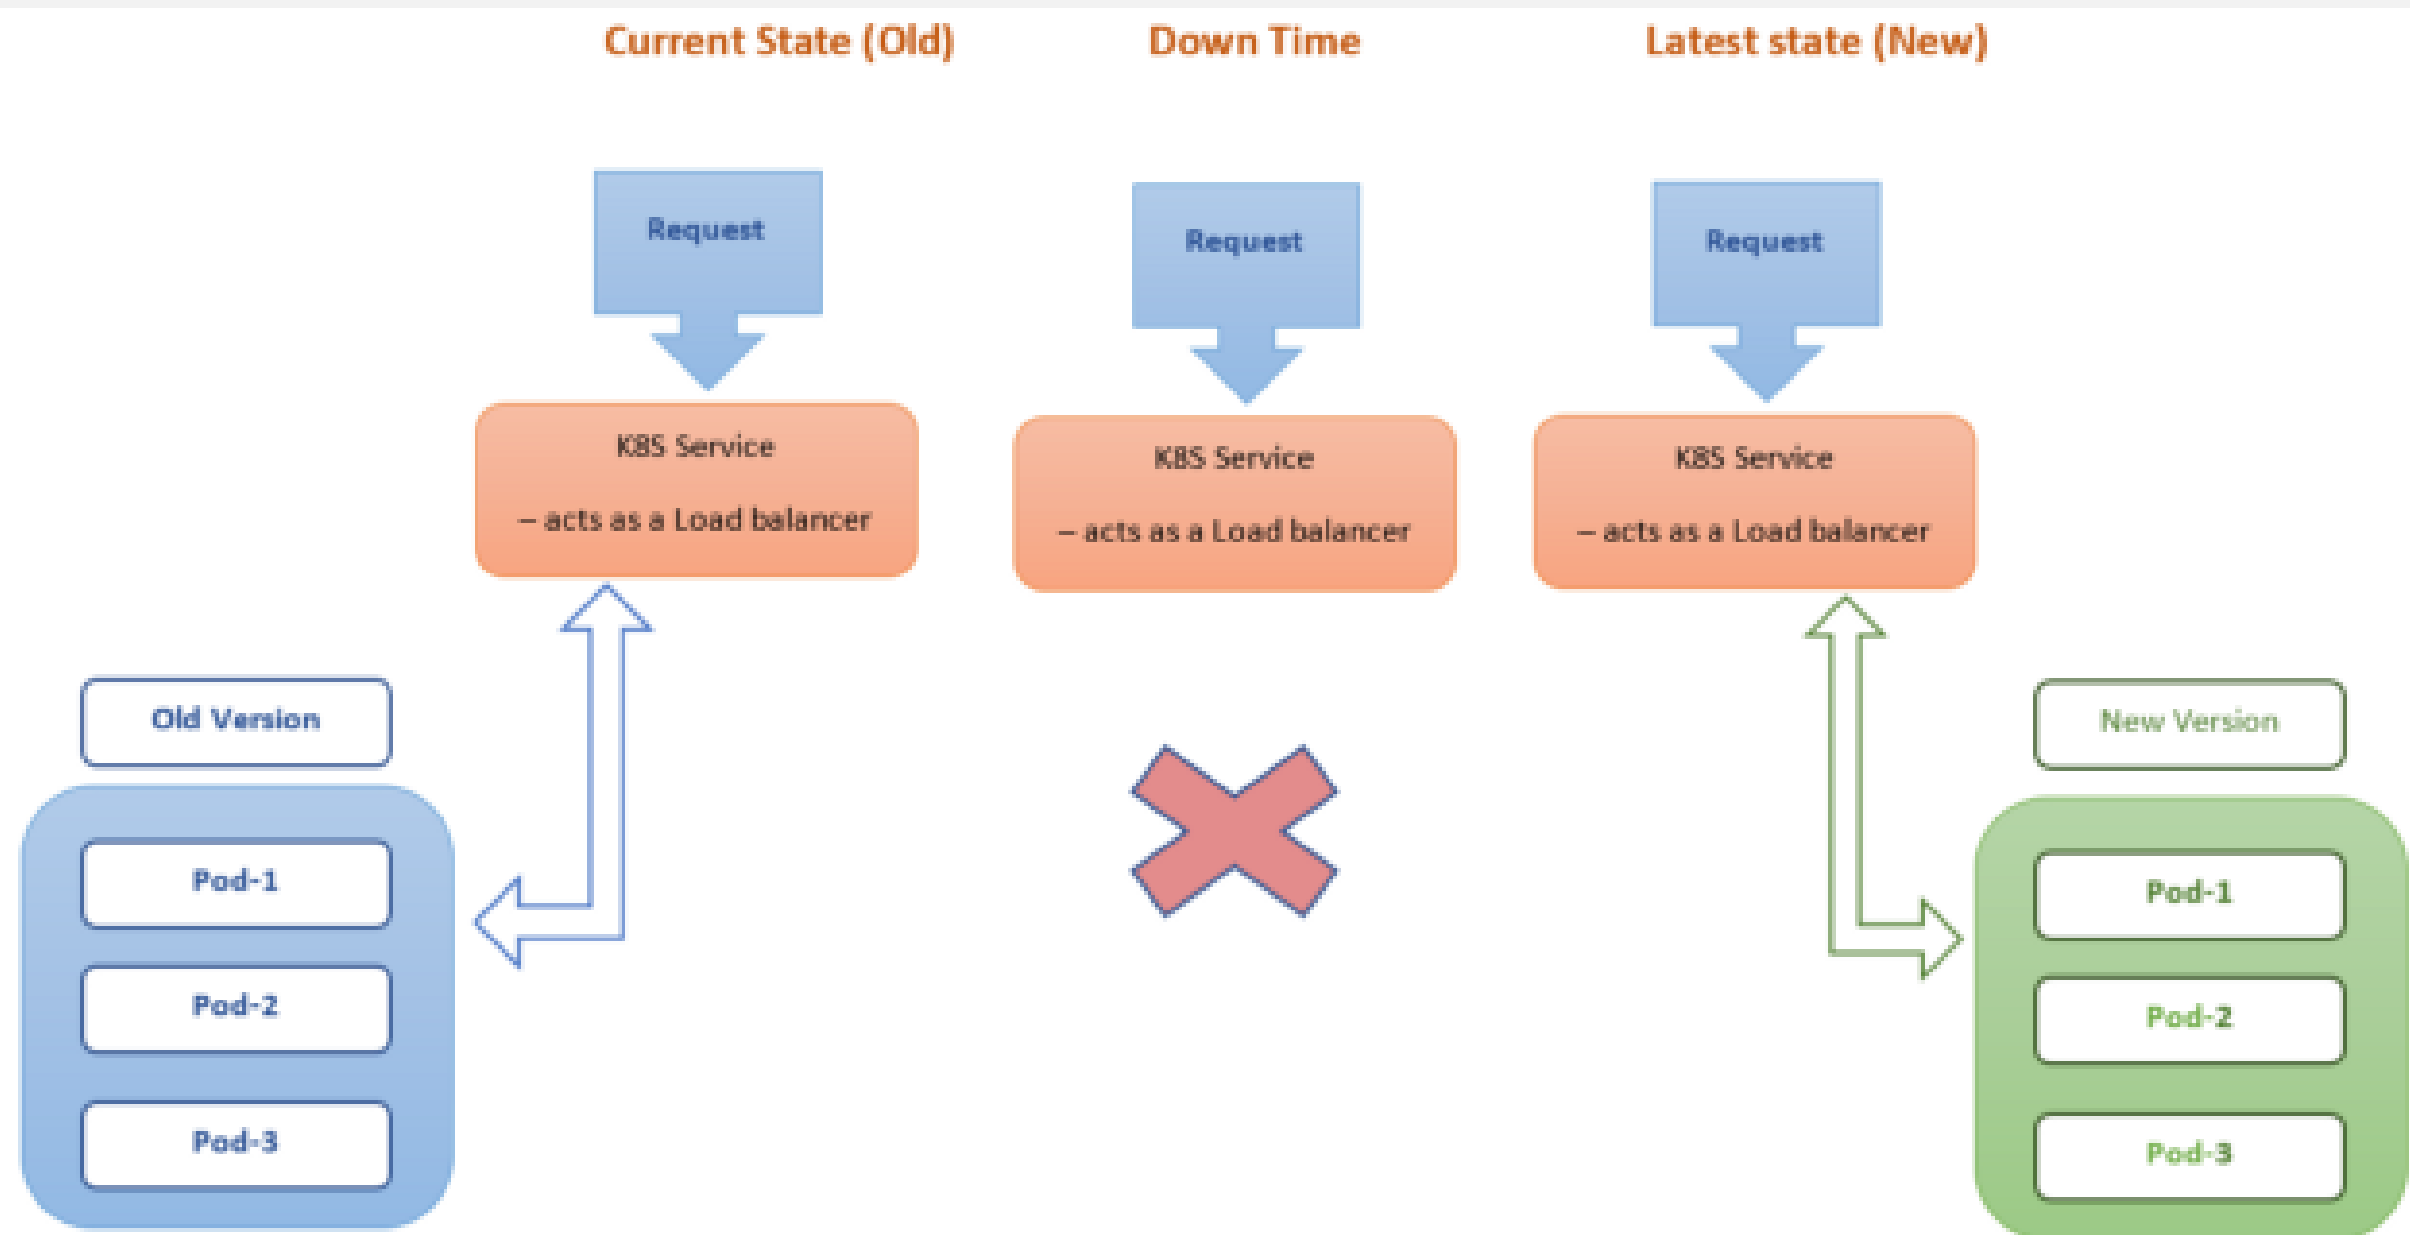 Current State (Old)
Down Time
Latest state (New)
Request
Request
Request
K8S Service
– acts as a Load balancer
K8S Service
– acts as a Load balancer
K8S Service
– acts as a Load balancer
Old Version
Pod-1
Pod-2
Pod-3
New Version
Pod-1
Pod-2
Pod-3